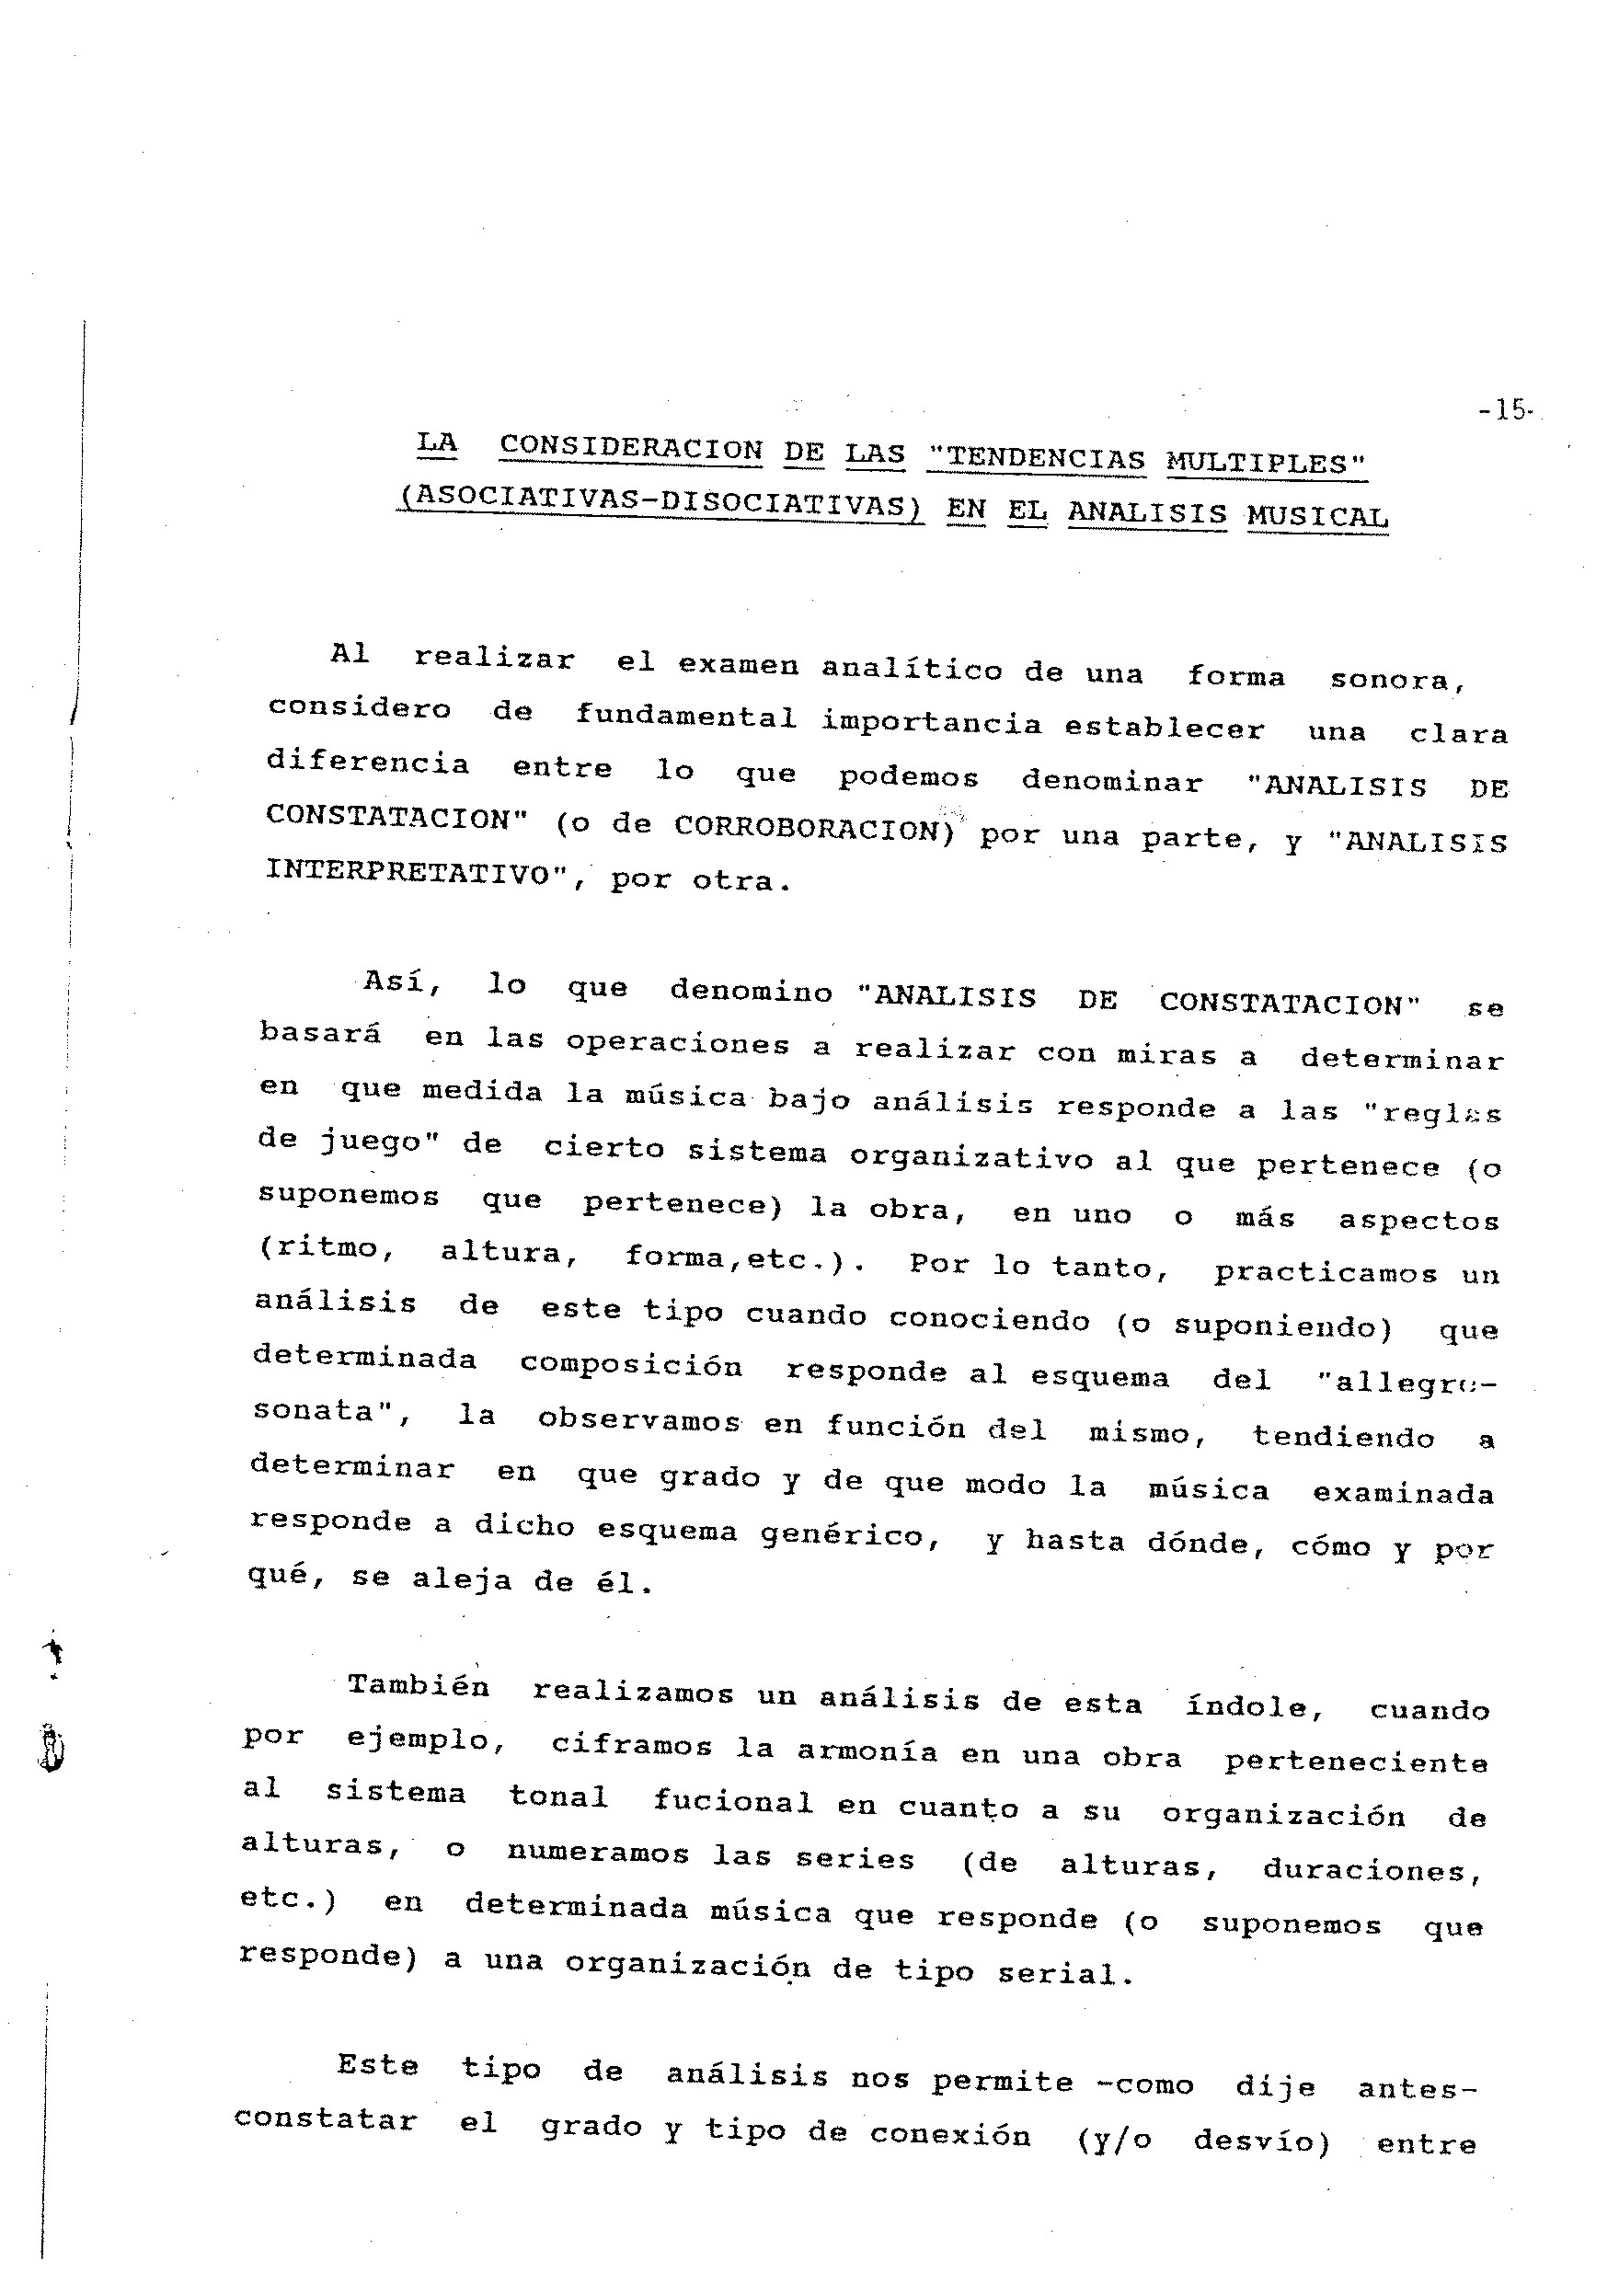 -15-
LA CONSIDERACION DE LAS "TENDENCIAS MULTIPLES"
(ASOCIATIVAS-DISOCIATIVAS) EN EL ANALISIS MUSICAL
Al realizar el examen analítico de una forma sonora,
considero de fundamental importancia establecer una clara
diferencia entre lo que podemos denominar "ANALISIS DE
CONSTATACION" (o de CORROBORACION) por una parte, y "ANALISIS
INTERPRETATIVO", por otra.
Así, lo que denomino "ANALISIS DE CONSTATACION" se
basará en las operaciones a realizar con miras a determinar
en que medida la música bajo análisis responde a las "reglas
de juego" de cierto sistema organizativo al que pertenece (o
suponemos que pertenece) la obra, en uno o más aspectos
(ritmo, altura, forma,etc.). Por lo tanto, practicamos un
análisis de este tipo cuando conociendo (o suponiendo) que
determinada composición responde al esquema del "allegro-
sonata", la observamos en función del mismo, tendiendo a
determinar en que grado y de que modo la música examinada
responde a dicho esquema genérico, y hasta dónde, cómo y por
qué, se aleja de él.
También realizamos un análisis de esta índole, cuando
por ejemplo, ciframos la armonía en una obra perteneciente
al sistema tonal fucional en cuanto a su organización de
alturas, o numeramos las series (de alturas, duraciones,
etc.) en determinada música que responde (o suponemos que
responde) a una organización de tipo serial.
Este tipo de análisis nos permite -como dije antes-
constatar el grado y tipo de conexión (y/o desvío) entre